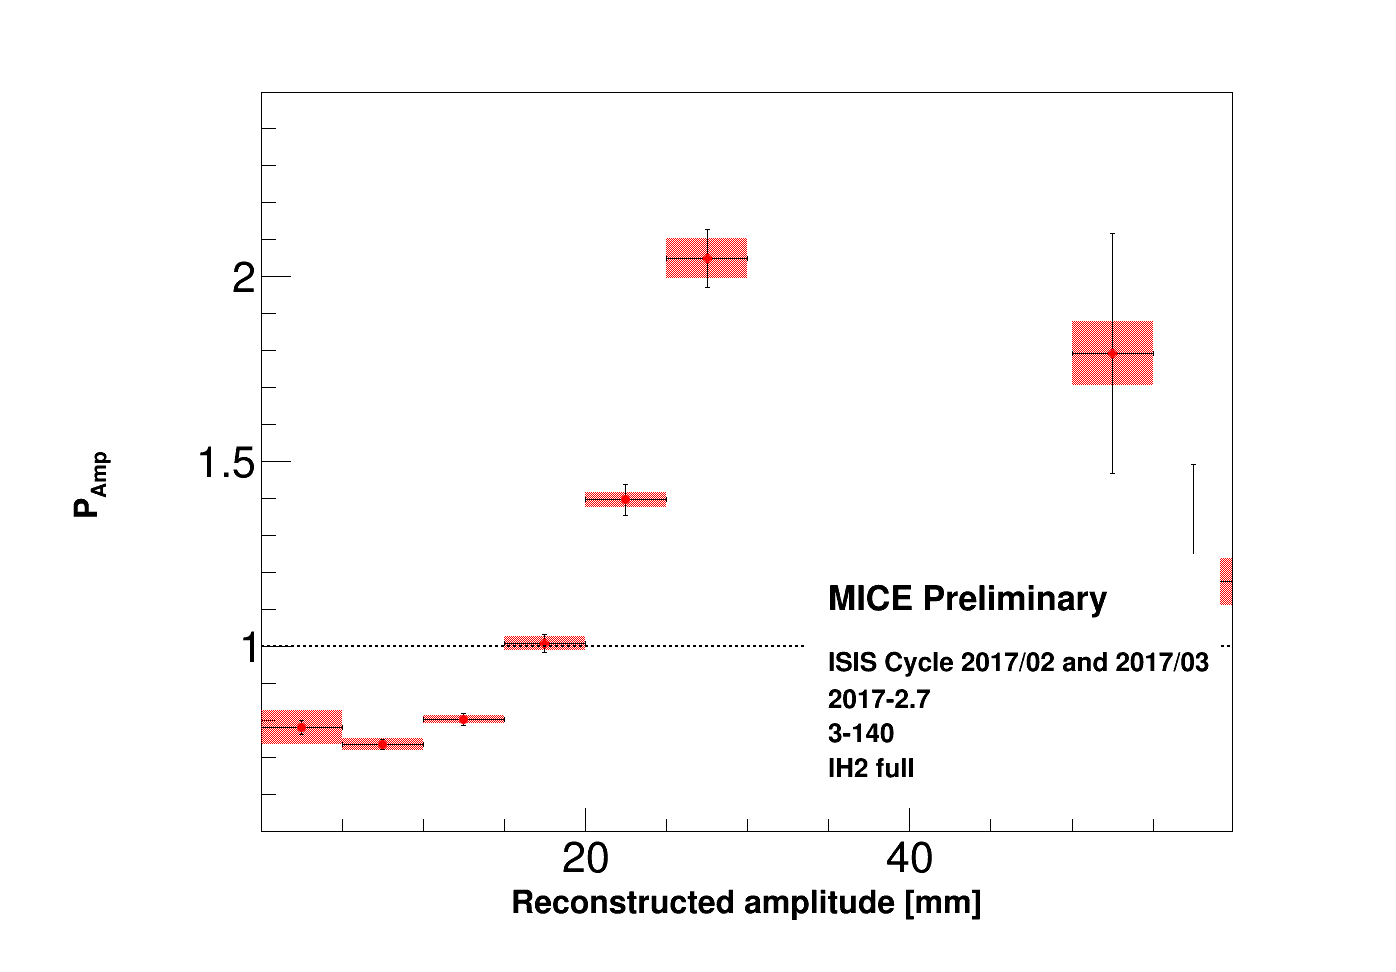 2
1.5
1
P_Amp
MICE Preliminary
ISIS Cycle 2017/02 and 2017/03
2017-2.7
3-140
IH2 full
20 40
Reconstructed amplitude [mm]